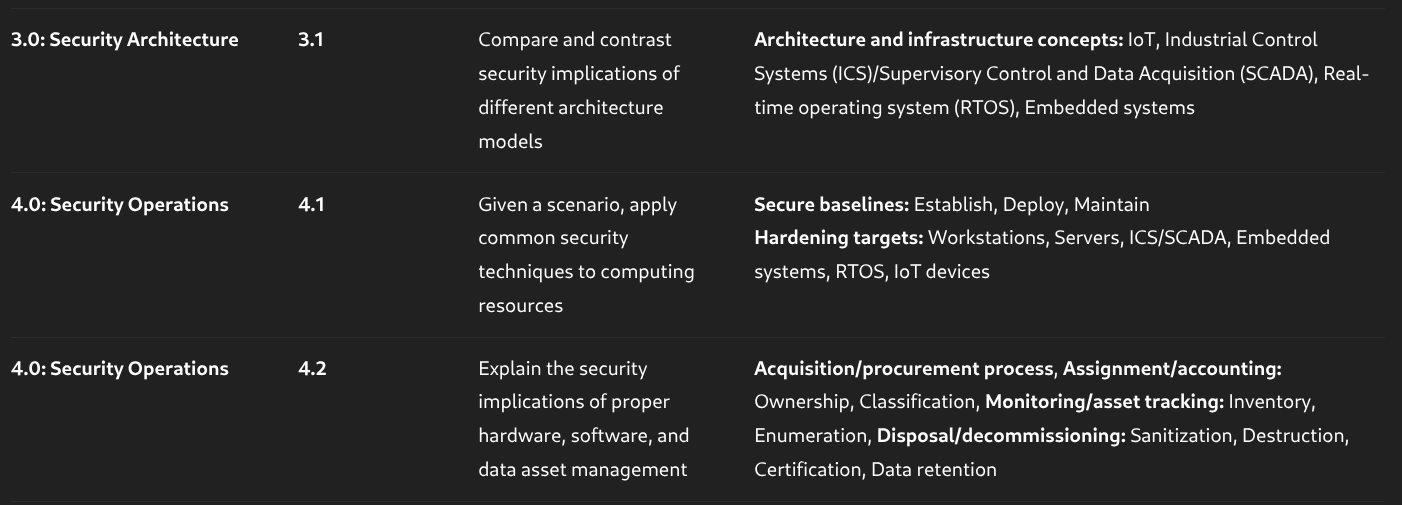 3.0: Security Architecture
3.1
Compare and contrast
security implications of
different architecture
models
Architecture and infrastructure concepts: IoT, Industrial Control
Systems (ICS)/Supervisory Control and Data Acquisition (SCADA), Real-
time operating system (RTOS), Embedded systems
4.0: Security Operations
4.1
Given a scenario, apply
common security
techniques to computing
resources
Secure baselines: Establish, Deploy, Maintain
Hardening targets: Workstations, Servers, ICS/SCADA, Embedded
systems, RTOS, IoT devices
4.0: Security Operations
4.2
Explain the security
implications of proper
hardware, software, and
data asset management
Acquisition/procurement process, Assignment/accounting:
Ownership, Classification, Monitoring/asset tracking: Inventory,
Enumeration, Disposal/decommissioning: Sanitization, Destruction,
Certification, Data retention